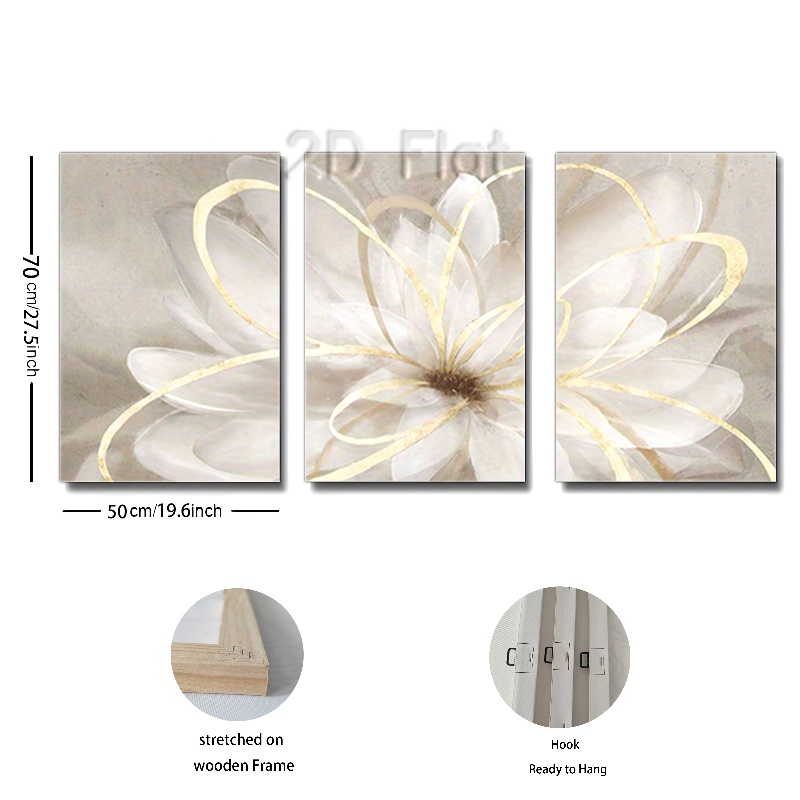 2D Flat
70 cm/27.5inch
50cm/19.6inch
stretched on
wooden Frame
Hook
Ready to Hang